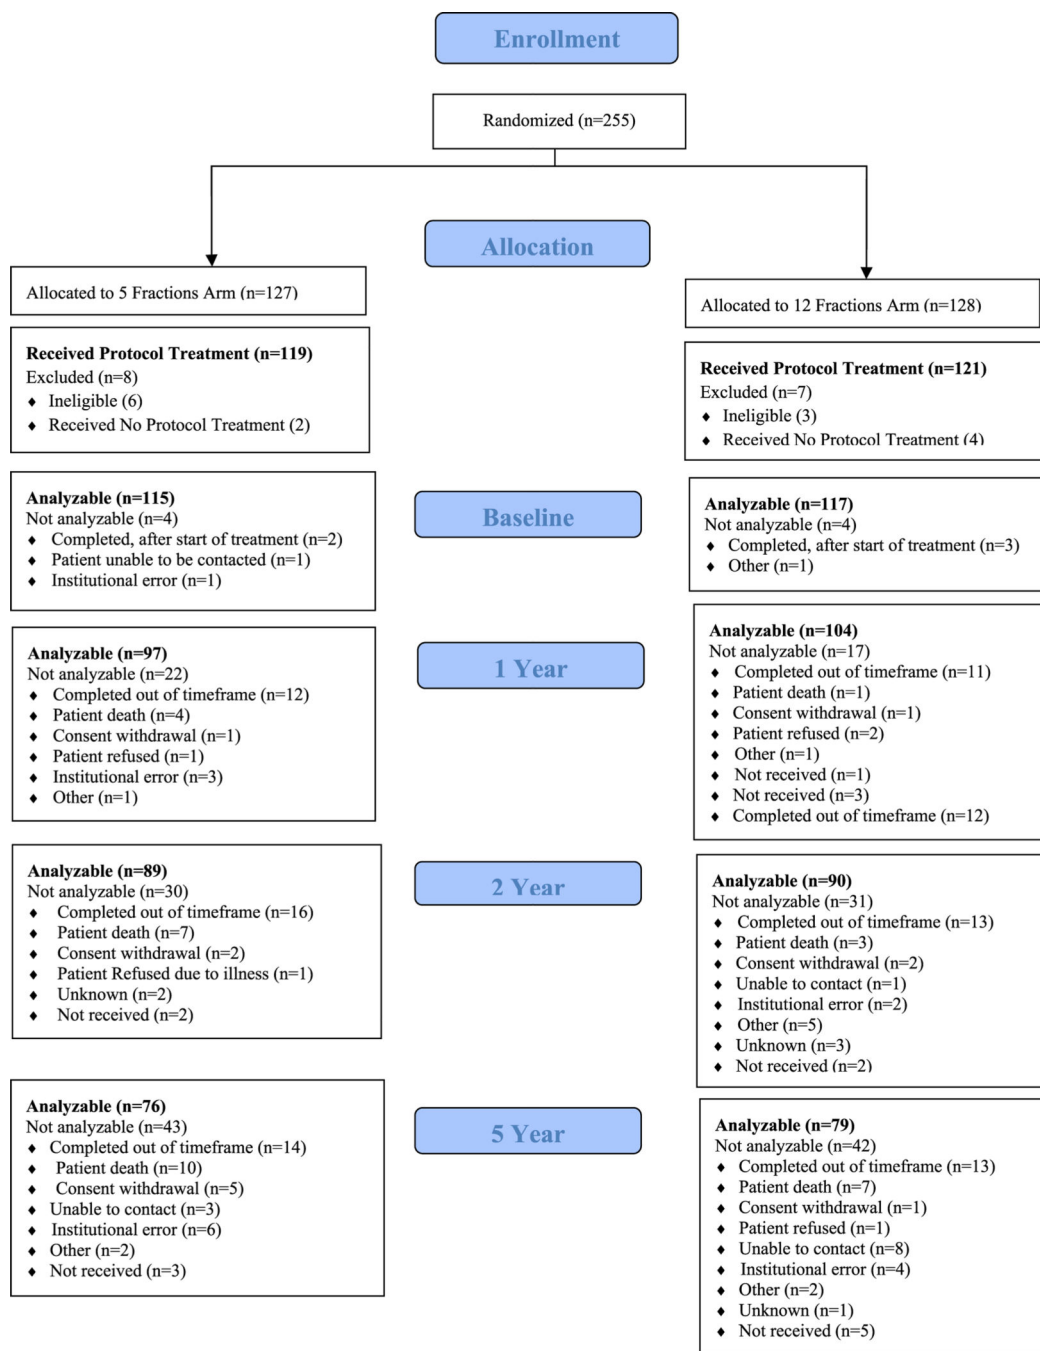 Enrollment
Randomized (n=255)
Allocation
Allocated to 5 Fractions Arm (n=127)
Allocated to 12 Fractions Arm (n=128)
Received Protocol Treatment (n=119)
Excluded (n=8)
♦ Ineligible (6)
♦ Received No Protocol Treatment (2)
Received Protocol Treatment (n=121)
Excluded (n=7)
♦ Ineligible (3)
♦ Received No Protocol Treatment (4)
Baseline
Analyzable (n=115)
Not analyzable (n=4)
♦ Completed, after start of treatment (n=2)
♦ Patient unable to be contacted (n=1)
♦ Institutional error (n=1)
Analyzable (n=117)
Not analyzable (n=4)
♦ Completed, after start of treatment (n=3)
♦ Other (n=1)
1 Year
Analyzable (n=97)
Not analyzable (n=22)
♦ Completed out of timeframe (n=12)
♦ Patient death (n=4)
♦ Consent withdrawal (n=1)
♦ Patient refused (n=1)
♦ Institutional error (n=3)
♦ Other (n=1)
Analyzable (n=104)
Not analyzable (n=17)
♦ Completed out of timeframe (n=11)
♦ Patient death (n=1)
♦ Consent withdrawal (n=1)
♦ Patient refused (n=2)
♦ Other (n=1)
♦ Not received (n=1)
♦ Not received (n=3)
♦ Completed out of timeframe (n=12)
2 Year
Analyzable (n=89)
Not analyzable (n=30)
♦ Completed out of timeframe (n=16)
♦ Patient death (n=7)
♦ Consent withdrawal (n=2)
♦ Patient Refused due to illness (n=1)
♦ Unknown (n=2)
♦ Not received (n=2)
Analyzable (n=90)
Not analyzable (n=31)
♦ Completed out of timeframe (n=13)
♦ Patient death (n=3)
♦ Consent withdrawal (n=2)
♦ Unable to contact (n=1)
♦ Institutional error (n=2)
♦ Other (n=5)
♦ Unknown (n=3)
♦ Not received (n=2)
5 Year
Analyzable (n=76)
Not analyzable (n=43)
♦ Completed out of timeframe (n=14)
♦ Patient death (n=10)
♦ Consent withdrawal (n=5)
♦ Unable to contact (n=3)
♦ Institutional error (n=6)
♦ Other (n=2)
♦ Not received (n=3)
Analyzable (n=79)
Not analyzable (n=42)
♦ Completed out of timeframe (n=13)
♦ Patient death (n=7)
♦ Consent withdrawal (n=1)
♦ Patient refused (n=1)
♦ Unable to contact (n=8)
♦ Institutional error (n=4)
♦ Other (n=2)
♦ Unknown (n=1)
♦ Not received (n=5)